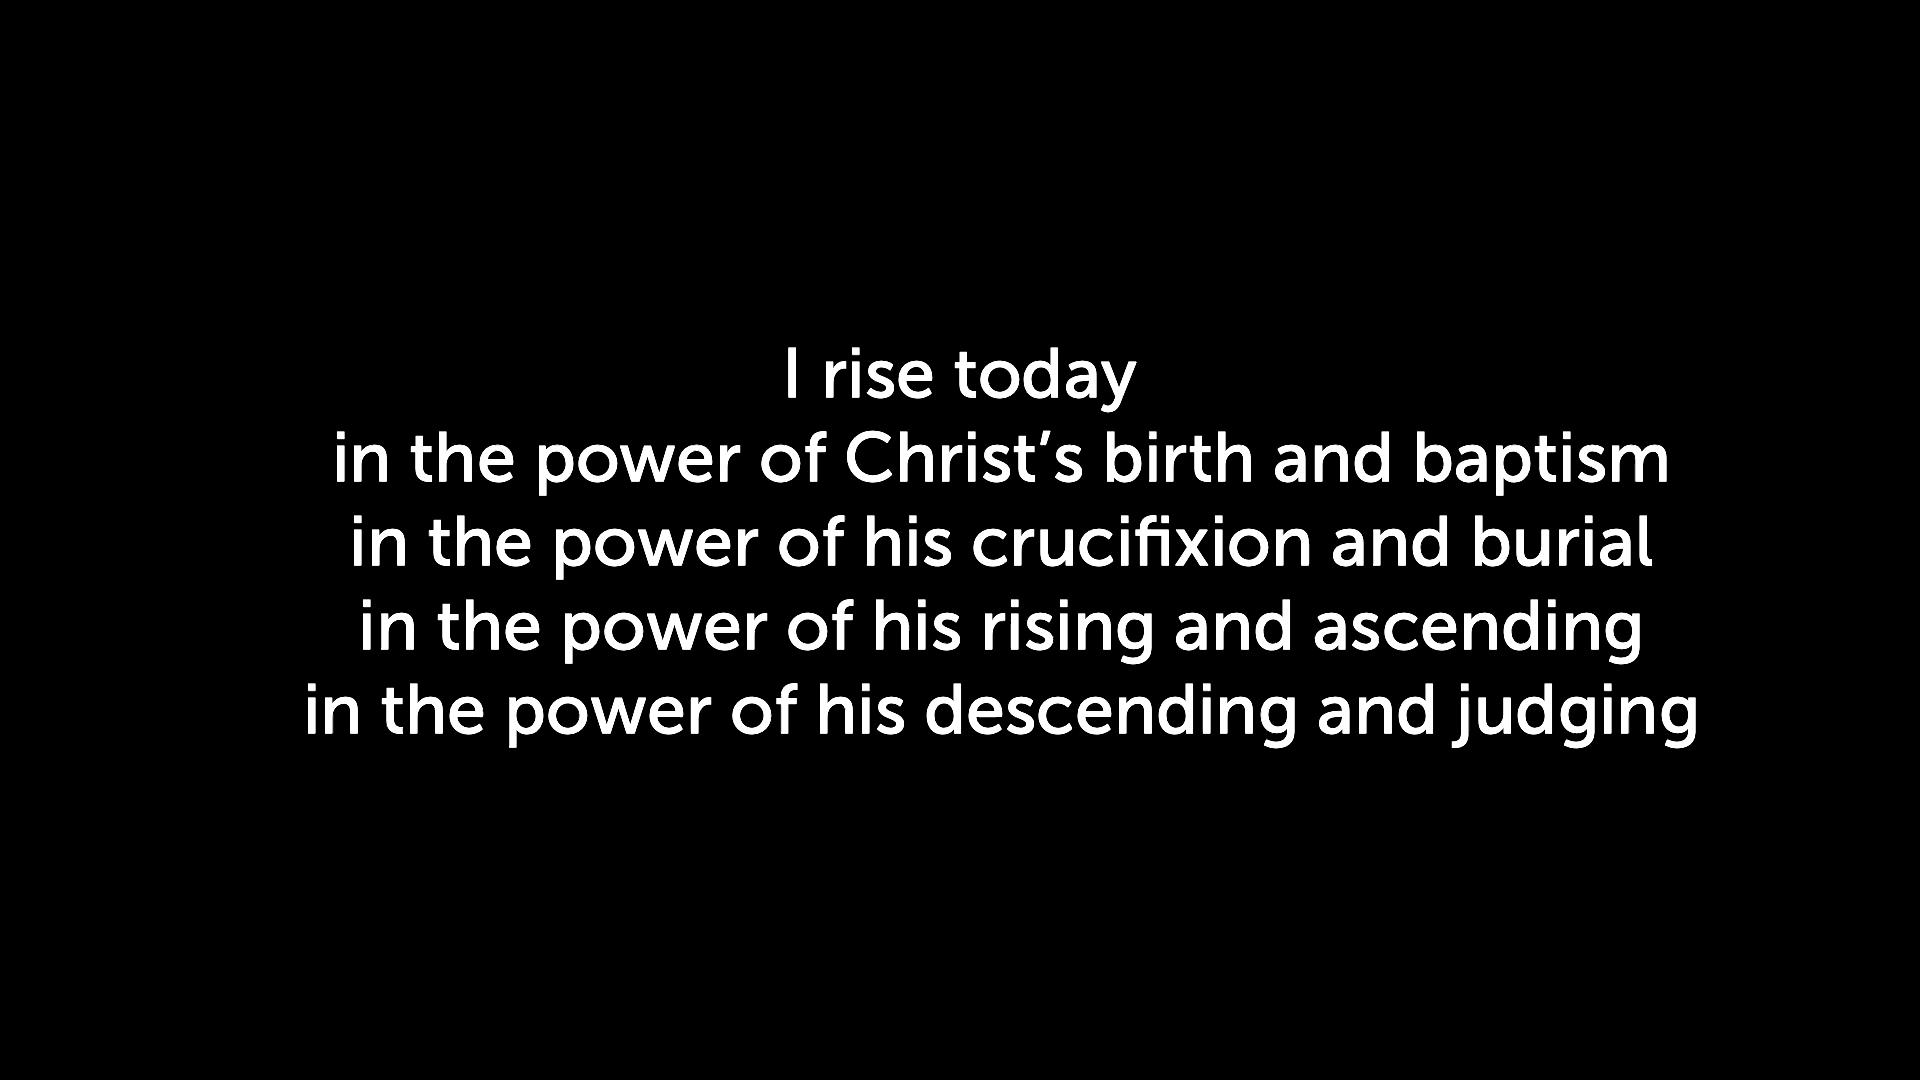 I rise today
in the power of Christ’s birth and baptism
in the power of his crucifixion and burial
in the power of his rising and ascending
in the power of his descending and judging